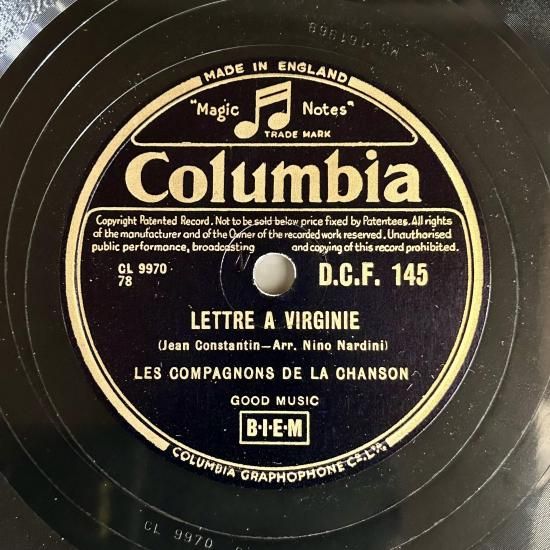 MADE IN ENGLAND
"Magic Notes"
TRADE MARK
Columbia
Copyright Patented Record. Not to be sold below price fixed by Patentees. All rights
of the manufacturer and of the Owner of the recorded work reserved. Unauthorised
public performance, broadcasting and copying of this record prohibited.
CL 9970
78
D.C.F. 145
LETTRE A VIRGINIE
(Jean Constantin—Arr. Nino Nardini)
LES COMPAGNONS DE LA CHANSON
GOOD MUSIC
B·I·E·M
COLUMBIA GRAPHOPHONE Co. LTD.
CL 9970